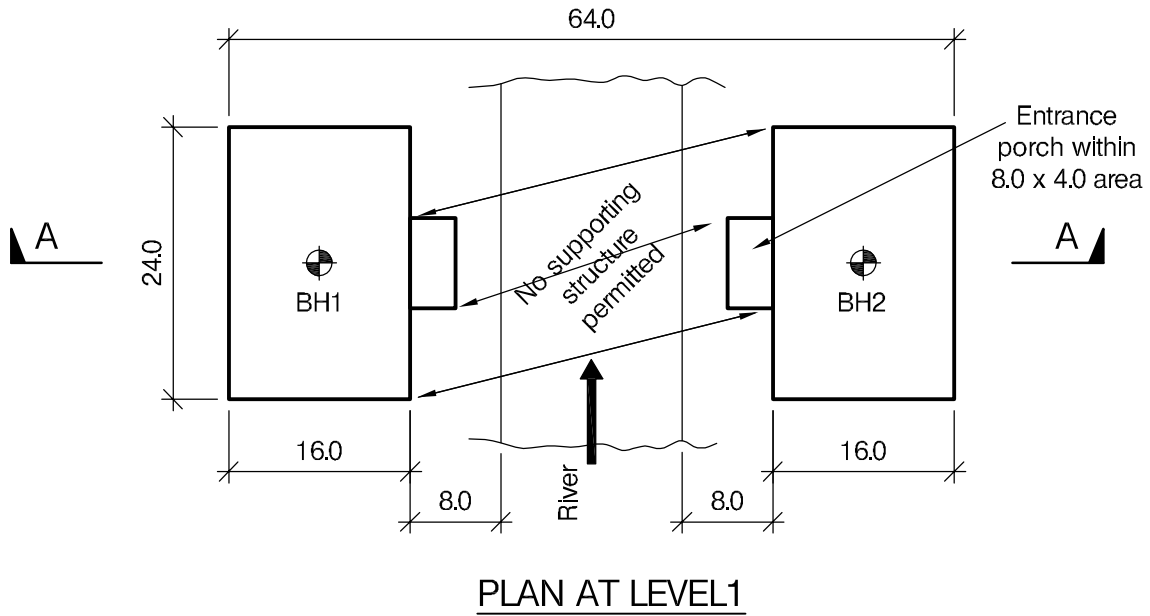 64.0
Entrance
porch within
8.0 x 4.0 area
A
A
24.0
No supporting
structure
permitted
BH1
BH2
16.0
16.0
8.0
River
8.0
PLAN AT LEVEL1